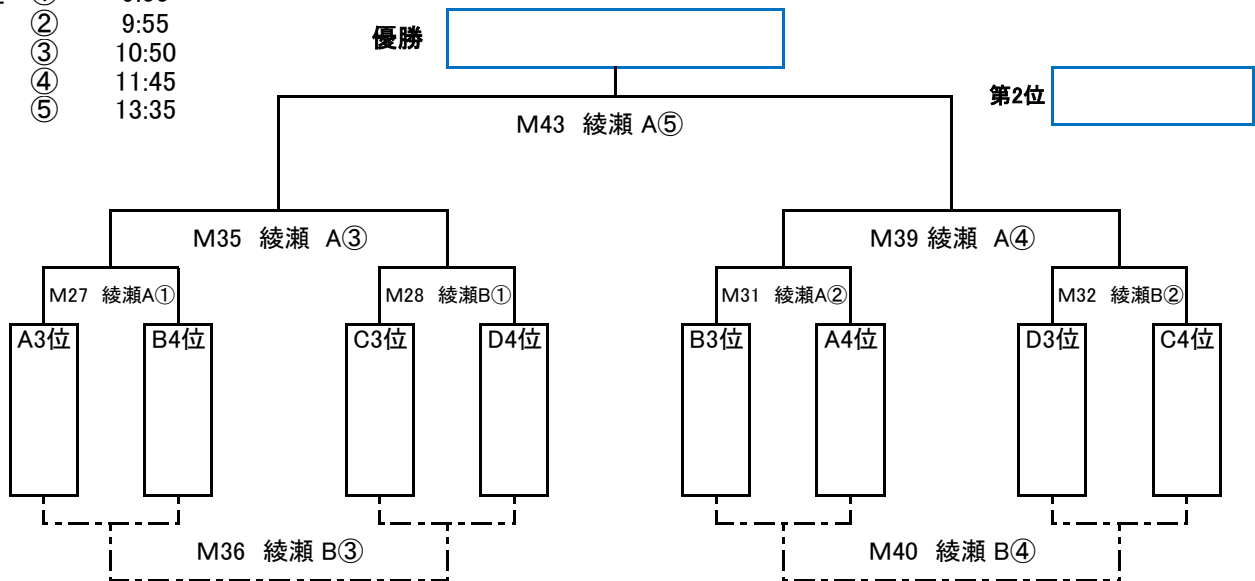 ② 9:55
③ 10:50
④ 11:45
⑤ 13:35
優勝
第2位
M43 綾瀬 A⑤
M35 綾瀬 A③
M39 綾瀬 A④
M27 綾瀬A①
M28 綾瀬B①
M31 綾瀬A②
M32 綾瀬B②
A3位 B4位 C3位 D4位 B3位 A4位 D3位 C4位
M36 綾瀬 B③
M40 綾瀬 B④